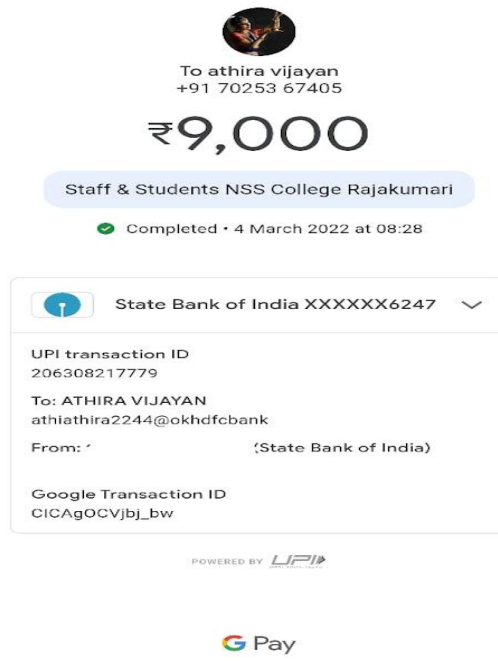 To athira vijayan
+91 70253 67405
₹9,000
Staff & Students NSS College Rajakumari
Completed • 4 March 2022 at 08:28
State Bank of India XXXXXX6247
UPI transaction ID
206308217779
To: ATHIRA VIJAYAN
athiathira2244@okhdfcbank
From: (State Bank of India)
Google Transaction ID
CICAgOCVjbj_bw
POWERED BY UPI
G Pay